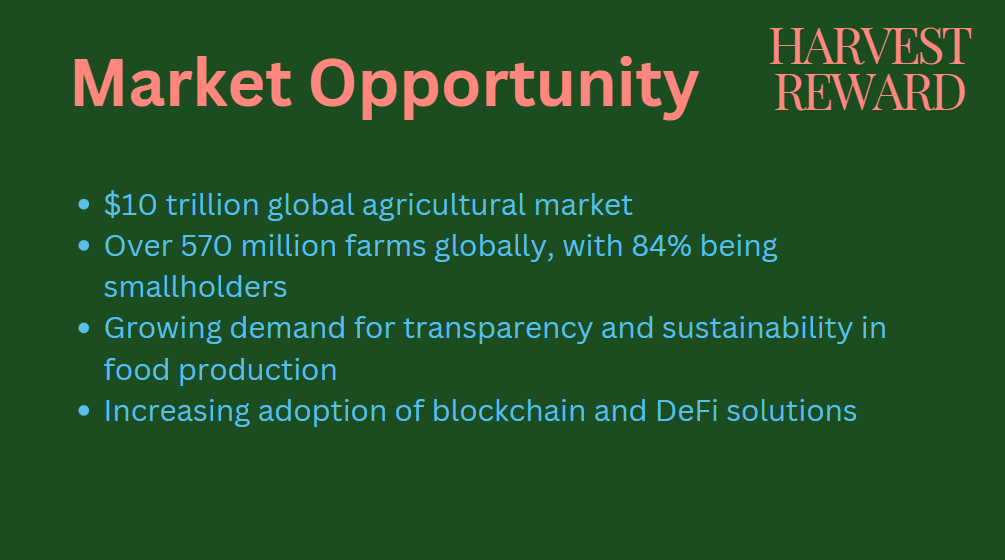 Market Opportunity
HARVEST
REWARD
• $10 trillion global agricultural market
• Over 570 million farms globally, with 84% being
smallholders
• Growing demand for transparency and sustainability in
food production
• Increasing adoption of blockchain and DeFi solutions